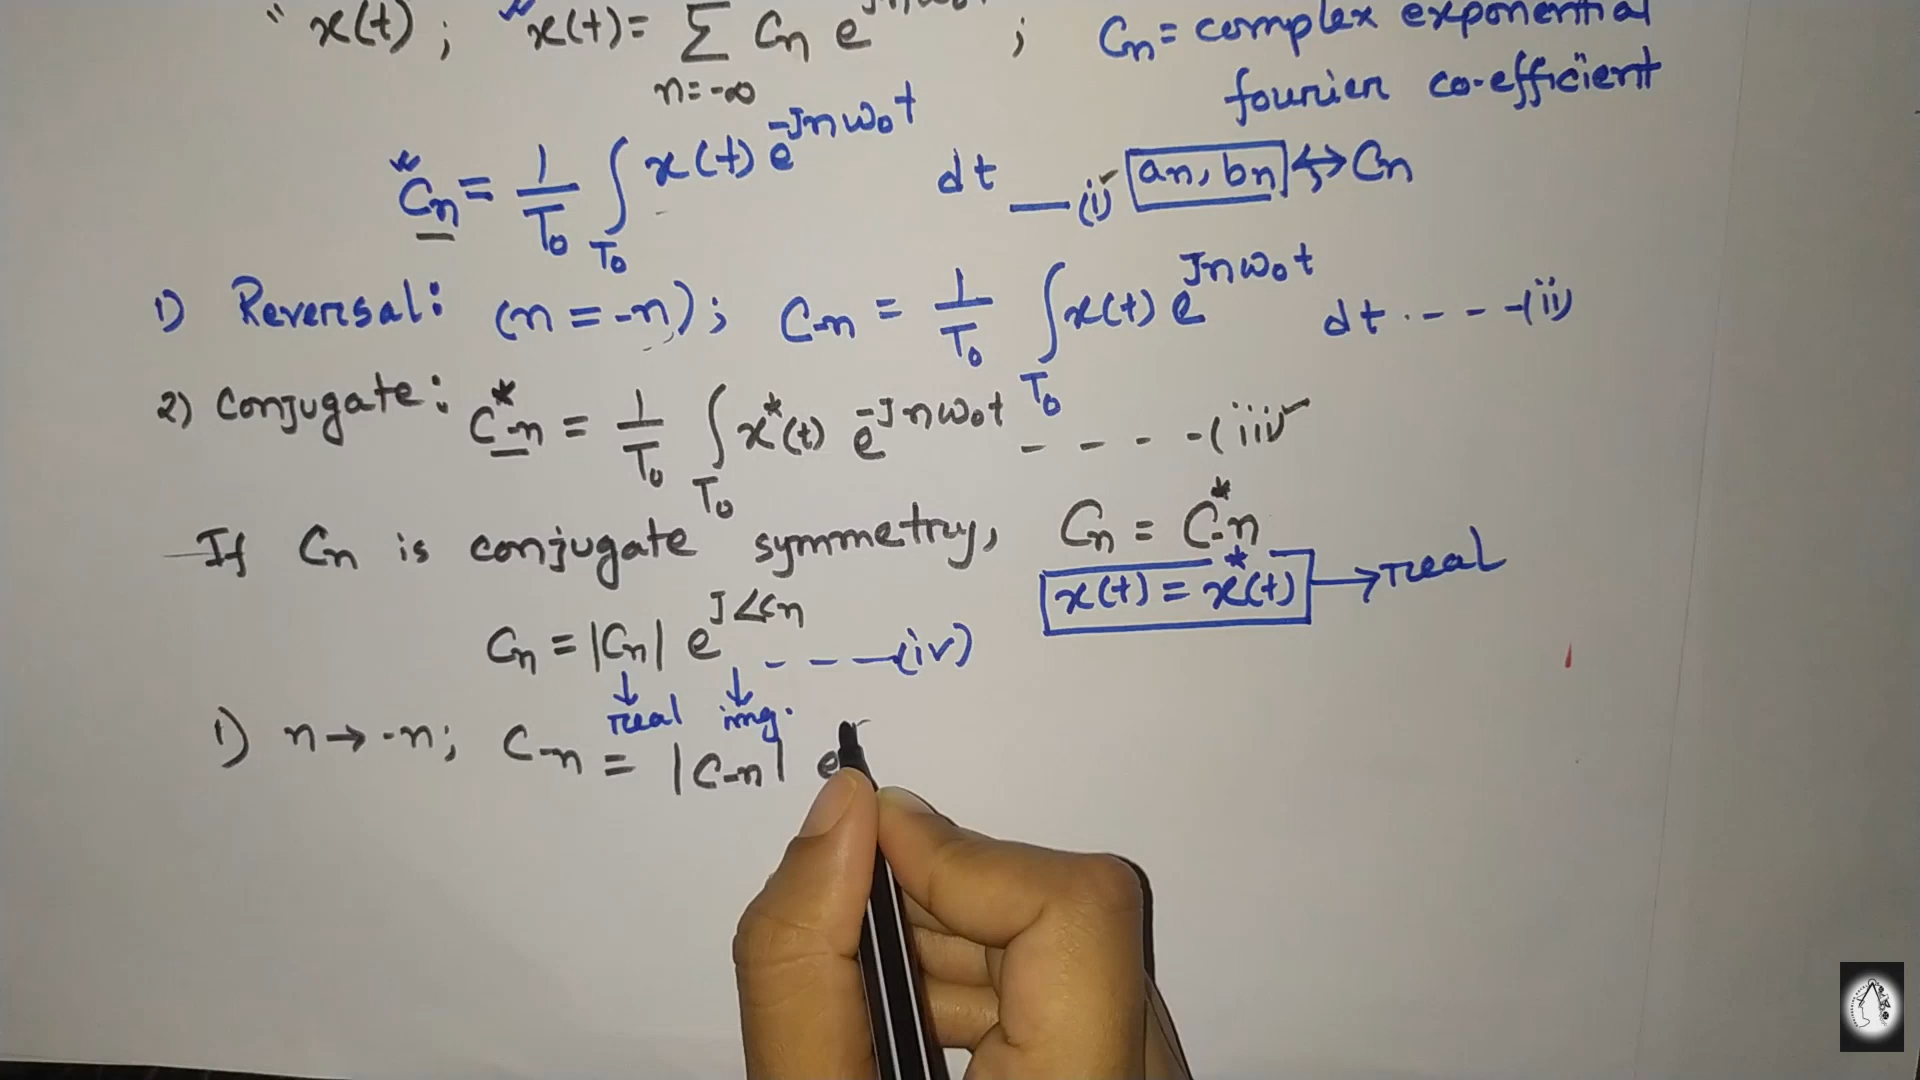 " x(t) ; x(t) = Σ Cn e^Jnω₀ ; Cn = complex exponential
n=-∞
fourier co-efficient
Cn = 1/T₀ ∫T₀ x(t) e^-Jnω₀t dt —(i) an, bn ↔ Cn
1) Reversal: (n = -n); C-n = 1/T₀ ∫T₀ x(t) e^Jnω₀t dt ·---(ii)
2) Conjugate: C*-n = 1/T₀ ∫T₀ x*(t) e^-Jnω₀t ----(iii)
If Cn is conjugate symmetry, Cn = C*-n
x(t) = x*(t) → real
Cn = |Cn| e^J∠Cn ---(iv)
↓ ↓
real img.
1) n → -n; C-n = |C-n| e